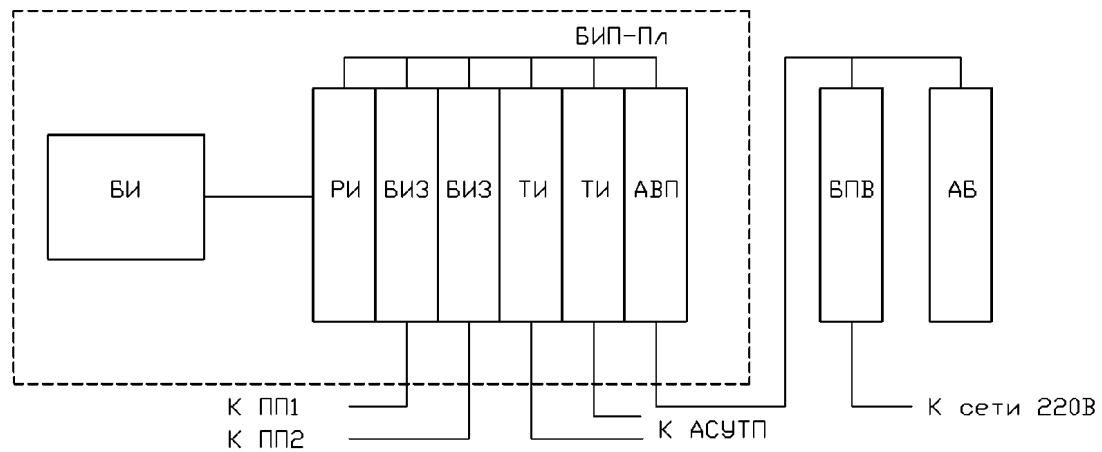 БИП-Пл
БИ
РИ
БИЗ
БИЗ
ТИ
ТИ
АВП
БПВ
АБ
К ПП1
К ПП2
К АСУТП
К сети 220В